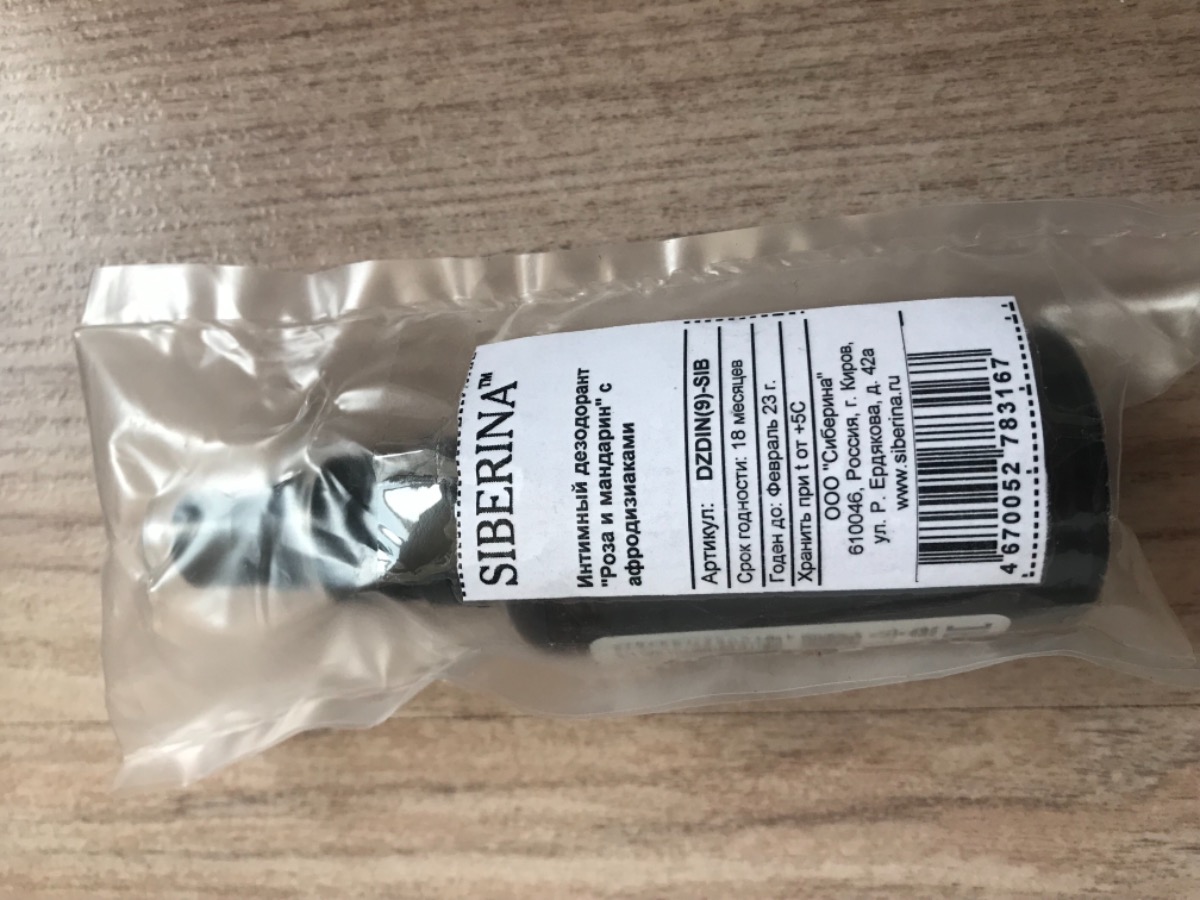 SIBERINA™
Интимный дезодорант
"Роза и мандарин" с
афродизиаками
Артикул: DZDIN(9)-SIB
Срок годности: 18 месяцев
Годен до: Февраль 23 г.
Хранить при t от +5С
ООО "Сиберина"
610046, Россия, г. Киров,
ул. Р. Ердякова, д. 42а
www.siberina.ru
4 670052 783167